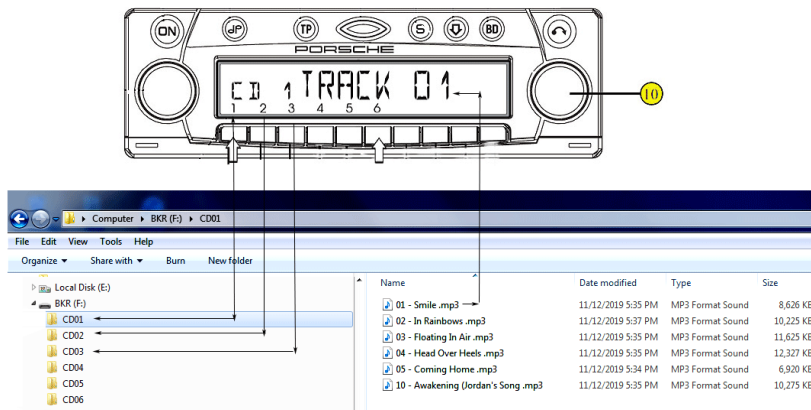 ON dP TP S BD
PORSCHE
CD 1 TRACK 01
1 2 3 4 5 6
10
Computer BKR (F:) CD01
File Edit View Tools Help
Organize Share with Burn New folder
Name Date modified Type Size
Local Disk (E:)
BKR (F:)
CD01
CD02
CD03
CD04
CD05
CD06
01 - Smile .mp3 11/12/2019 5:35 PM MP3 Format Sound 8,626 KB
02 - In Rainbows .mp3 11/12/2019 5:37 PM MP3 Format Sound 10,225 KB
03 - Floating In Air .mp3 11/12/2019 5:35 PM MP3 Format Sound 11,625 KB
04 - Head Over Heels .mp3 11/12/2019 5:35 PM MP3 Format Sound 12,327 KB
05 - Coming Home .mp3 11/12/2019 5:34 PM MP3 Format Sound 6,920 KB
10 - Awakening (Jordan's Song .mp3 11/12/2019 5:35 PM MP3 Format Sound 10,275 KB